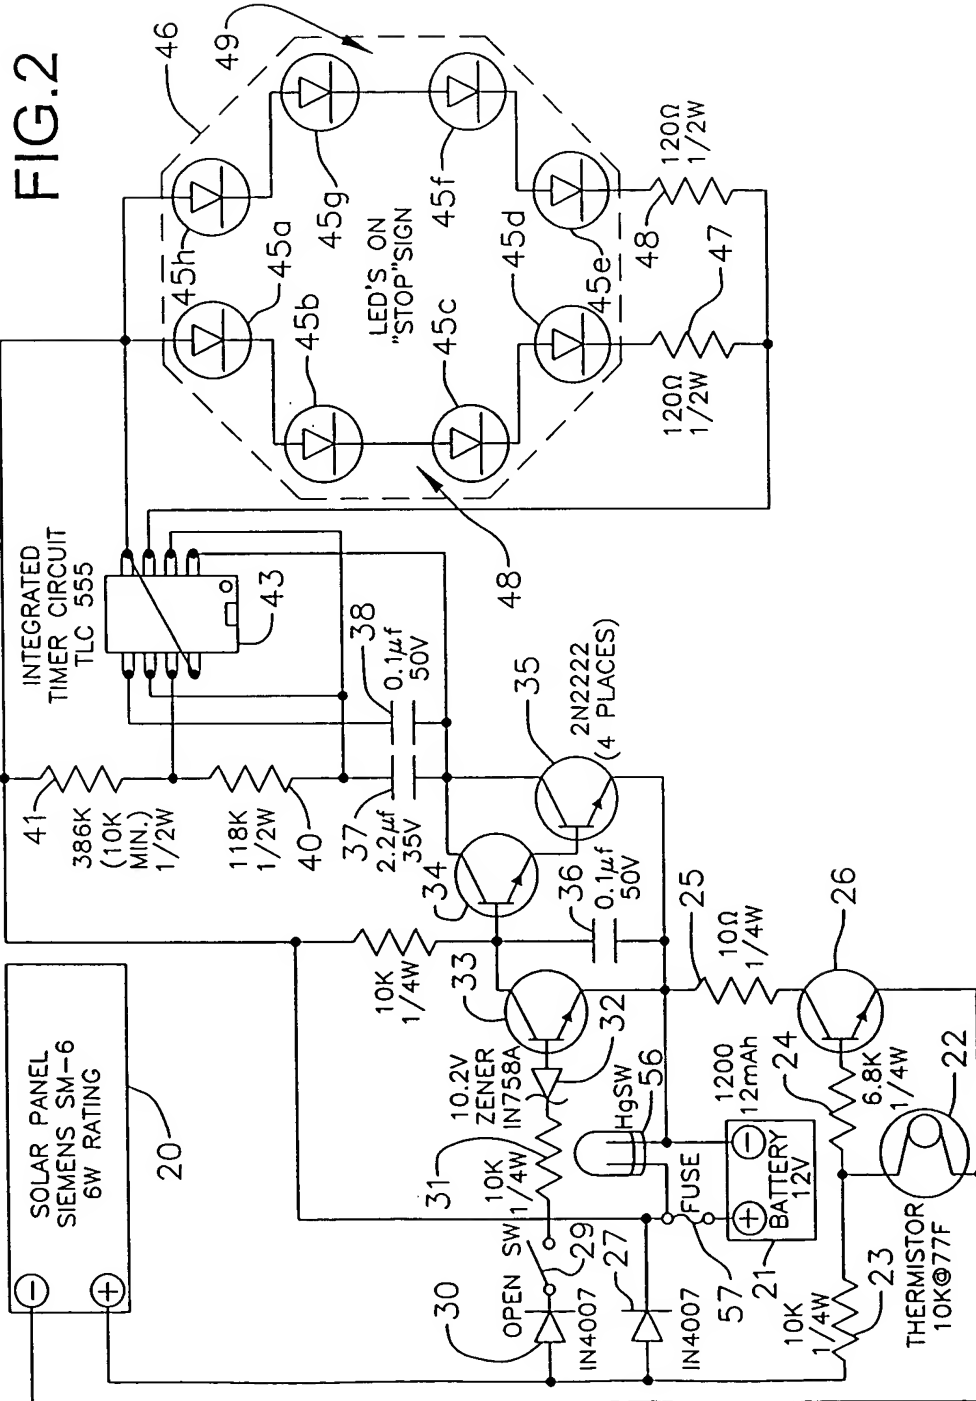 FIG.2
SOLAR PANEL
SIEMENS SM-6
6W RATING
−
+
20
INTEGRATED
TIMER CIRCUIT
TLC 555
43
46
49
45h
45a
45g
45b
LED'S ON
"STOP"SIGN
45f
45c
45d
45e
48
48
47
120Ω
1/2W
120Ω
1/2W
41
386K
(10K
MIN.)
1/2W
118K
1/2W
40
37
2.2µf
35V
38
0.1µf
50V
34
35
2N2222
(4 PLACES)
10K
1/4W
36
0.1µf
50V
33
32
10.2V
ZENER
IN758A
31
10K
1/4W
OPEN SW
29
30
IN4007
27
IN4007
HgSW
56
FUSE
57
+
−
BATTERY
12V
21
1200
12mAh
25
10Ω
1/4W
26
24
6.8K
1/4W
22
23
10K
1/4W
THERMISTOR
10K@77F